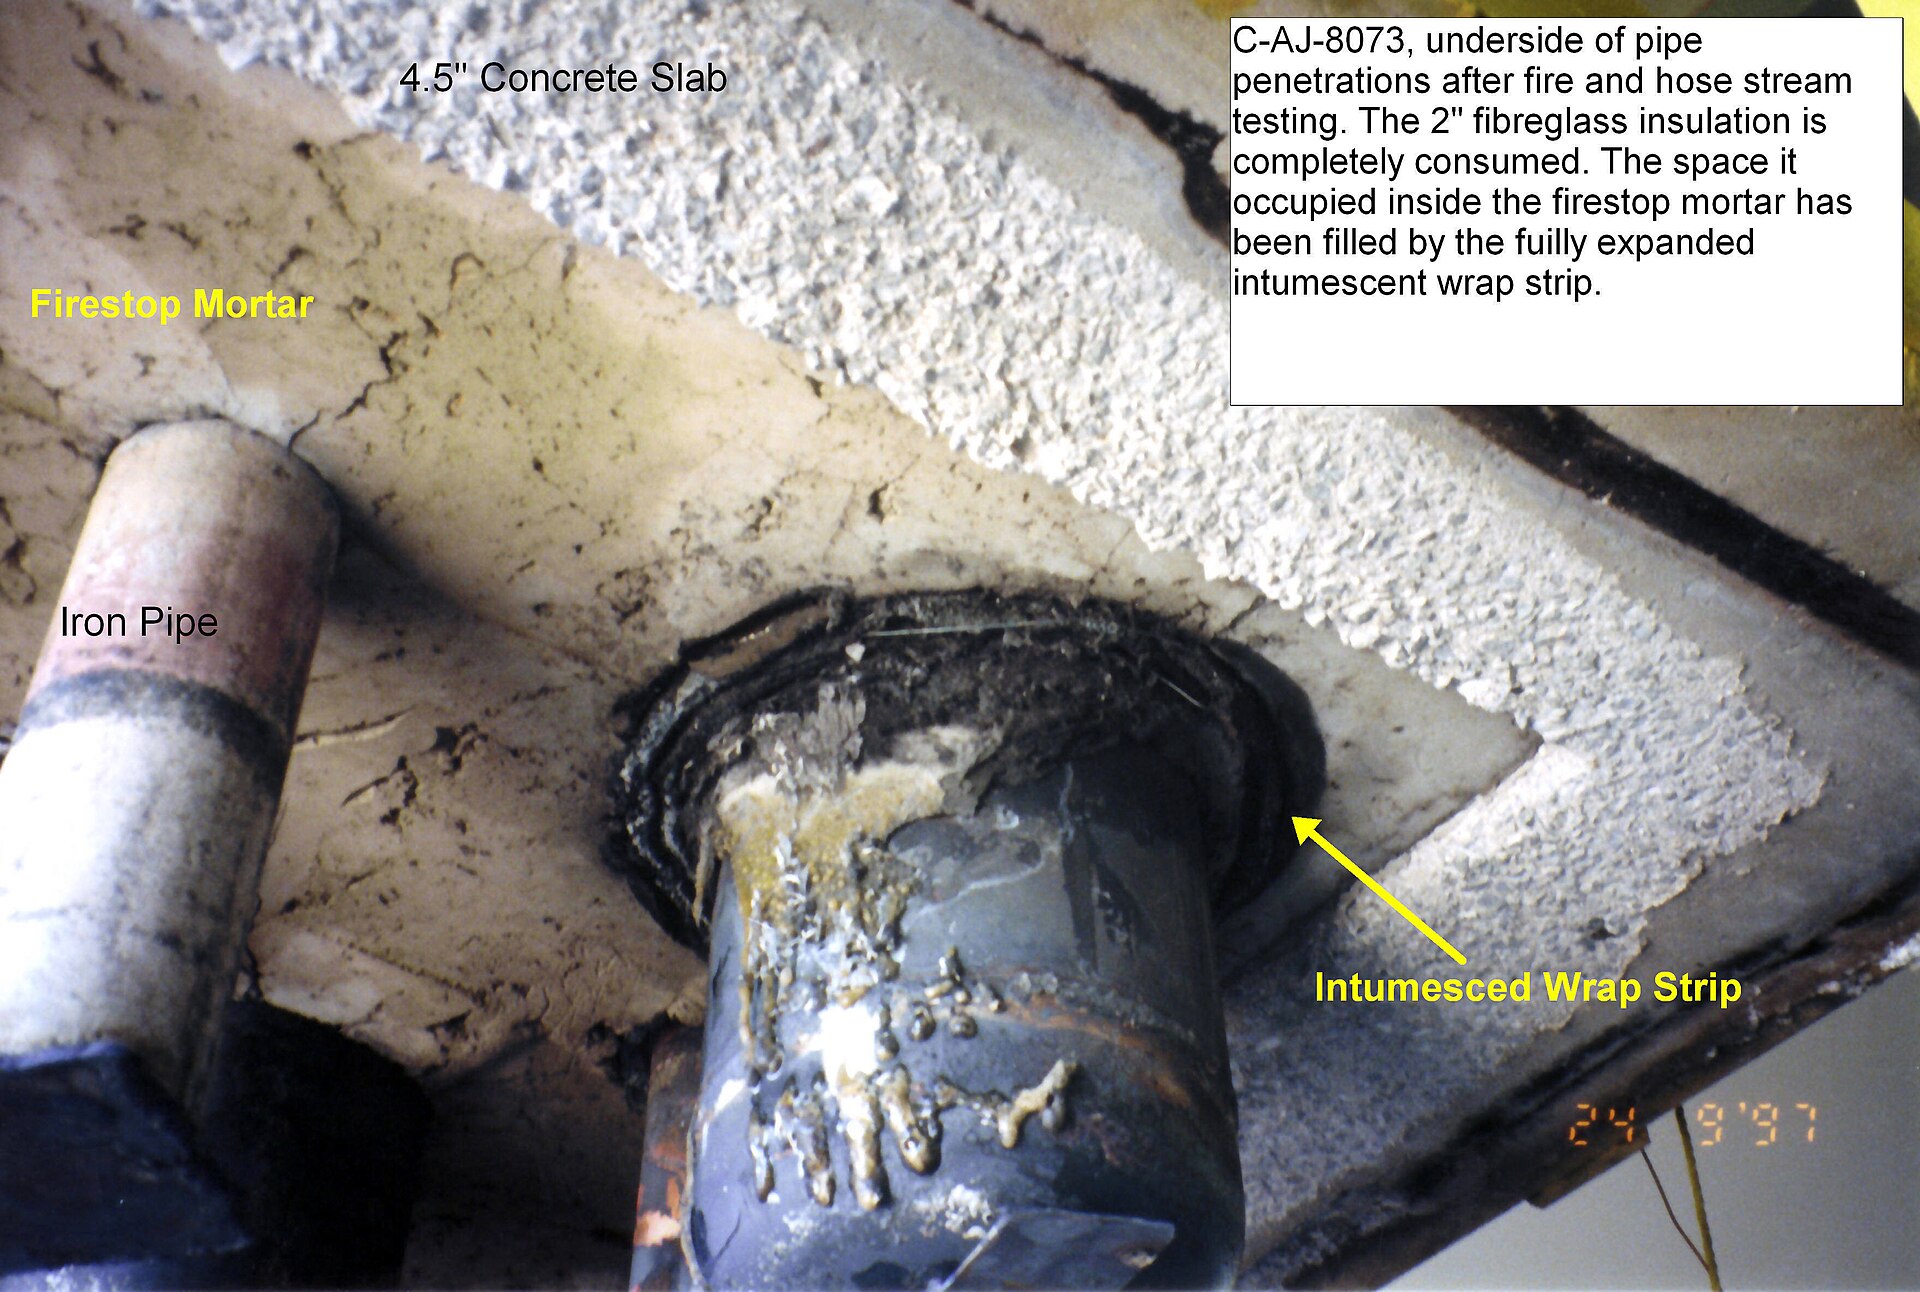 4.5" Concrete Slab
C-AJ-8073, underside of pipe
penetrations after fire and hose stream
testing. The 2" fibreglass insulation is
completely consumed. The space it
occupied inside the firestop mortar has
been filled by the fuilly expanded
intumescent wrap strip.
Firestop Mortar
Iron Pipe
Intumesced Wrap Strip
24 9'97